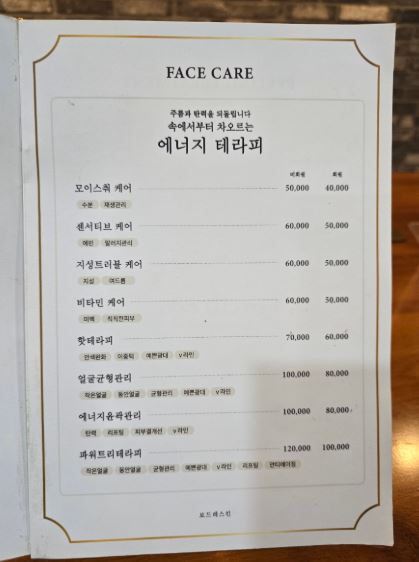 FACE CARE
주름과 탄력을 되돌립니다
속에서부터 차오르는
에너지 테라피
비회원 회원
모이스춰 케어 50,000 40,000
수분 재생관리
센서티브 케어 60,000 50,000
예민 알러지관리
지성트러블 케어 60,000 50,000
지성 여드름
비타민 케어 60,000 50,000
미백 칙칙한피부
핫테라피 70,000 60,000
안색완화 이중턱 예쁜광대 v라인
얼굴균형관리 100,000 80,000
작은얼굴 동안얼굴 균형관리 예쁜광대 v라인
에너지윤곽관리 100,000 80,000
탄력 리프팅 피부결개선 v라인
파워트리테라피 120,000 100,000
작은얼굴 동안얼굴 균형관리 예쁜광대 v라인 리프팅 안티에이징